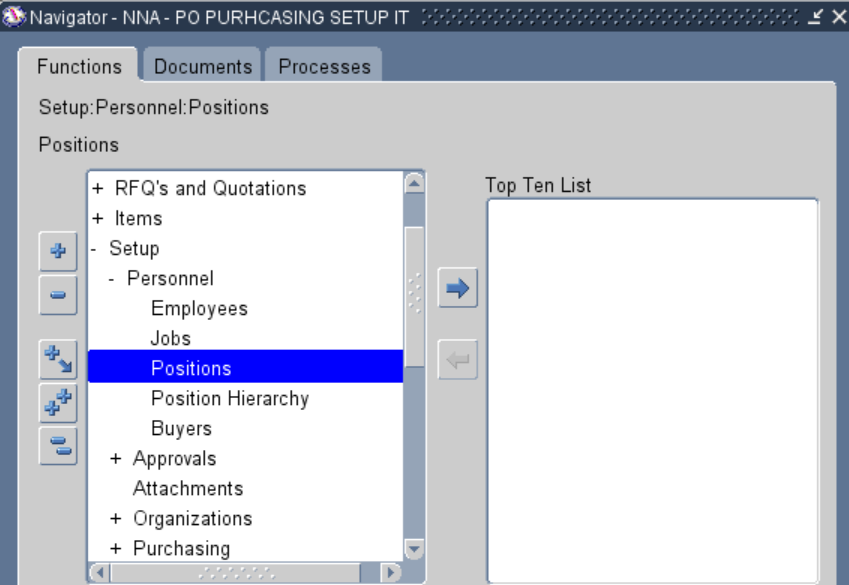 Navigator - NNA - PO PURHCASING SETUP IT
Functions
Documents
Processes
Setup:Personnel:Positions
Positions
+ RFQ's and Quotations
+ Items
- Setup
- Personnel
Employees
Jobs
Positions
Position Hierarchy
Buyers
+ Approvals
Attachments
+ Organizations
+ Purchasing
Top Ten List